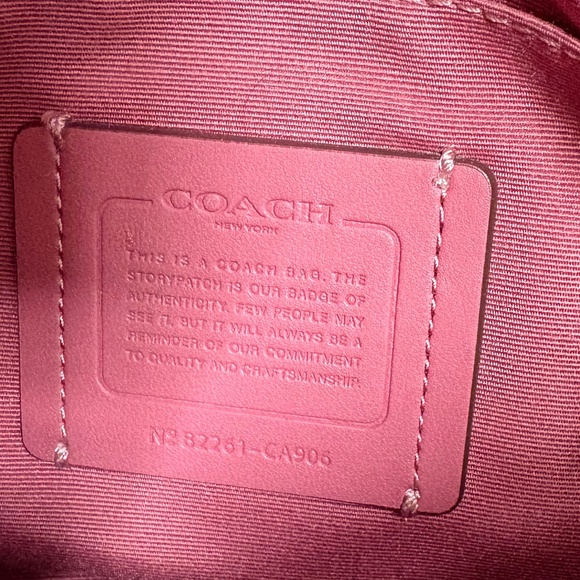 COACH
NEW YORK
THIS IS A COACH BAG. THE
STORYPATCH IS OUR BADGE OF
AUTHENTICITY. FEW PEOPLE MAY
SEE IT, BUT IT WILL ALWAYS BE A
REMINDER OF OUR COMMITMENT
TO QUALITY AND CRAFTSMANSHIP.
Nº 82261-CA906